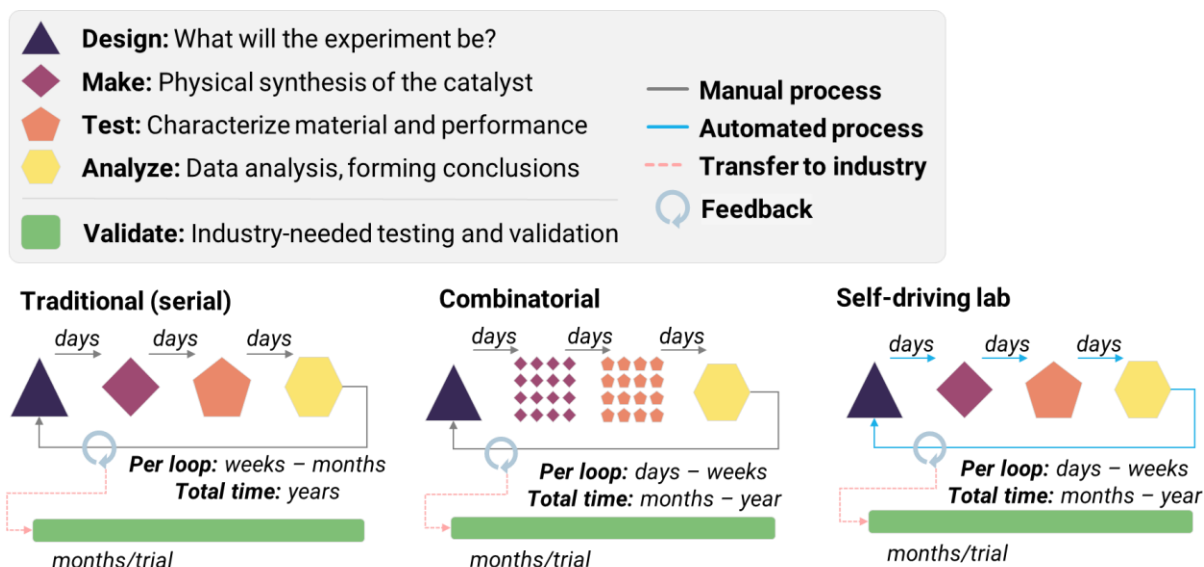 Design: What will the experiment be?
Make: Physical synthesis of the catalyst
Test: Characterize material and performance
Analyze: Data analysis, forming conclusions
Validate: Industry-needed testing and validation
Manual process
Automated process
Transfer to industry
Feedback
Traditional (serial)
days
days
days
Per loop: weeks – months
Total time: years
months/trial
Combinatorial
days
days
days
Per loop: days – weeks
Total time: months – year
months/trial
Self-driving lab
days
days
days
Per loop: days – weeks
Total time: months – year
months/trial